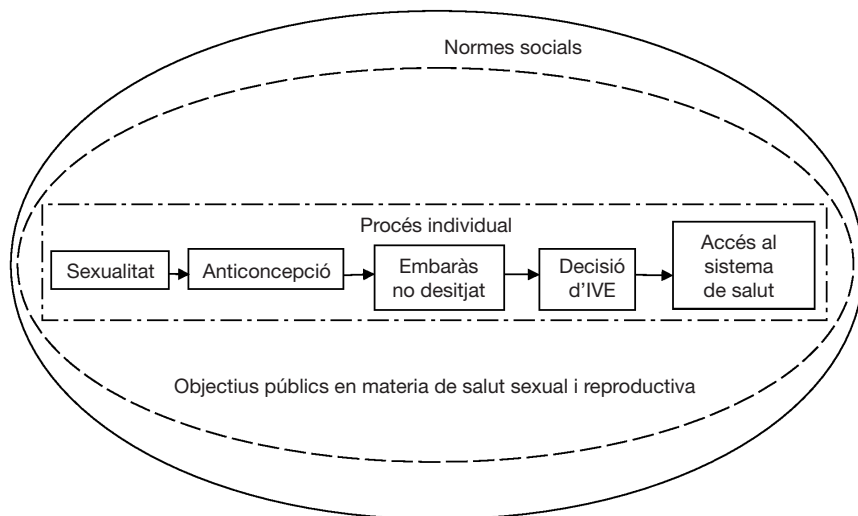 Normes socials
Procés individual
Sexualitat
Anticoncepció
Embaràs
no desitjat
Decisió
d'IVE
Accés al
sistema
de salut
Objectius públics en materia de salut sexual i reproductiva